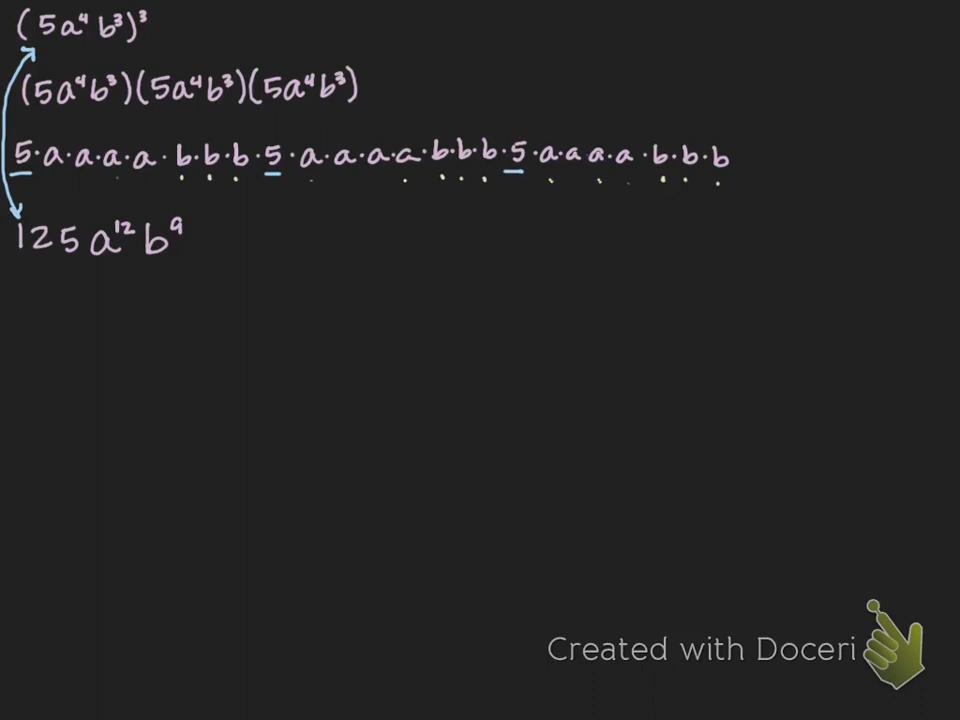 (5a⁴b³)³
(5a⁴b³)(5a⁴b³)(5a⁴b³)
5·a·a·a·a·b·b·b·5·a·a·a·a·b·b·b·5·a·a·a·a·b·b·b
125a¹²b⁹
Created with Doceri